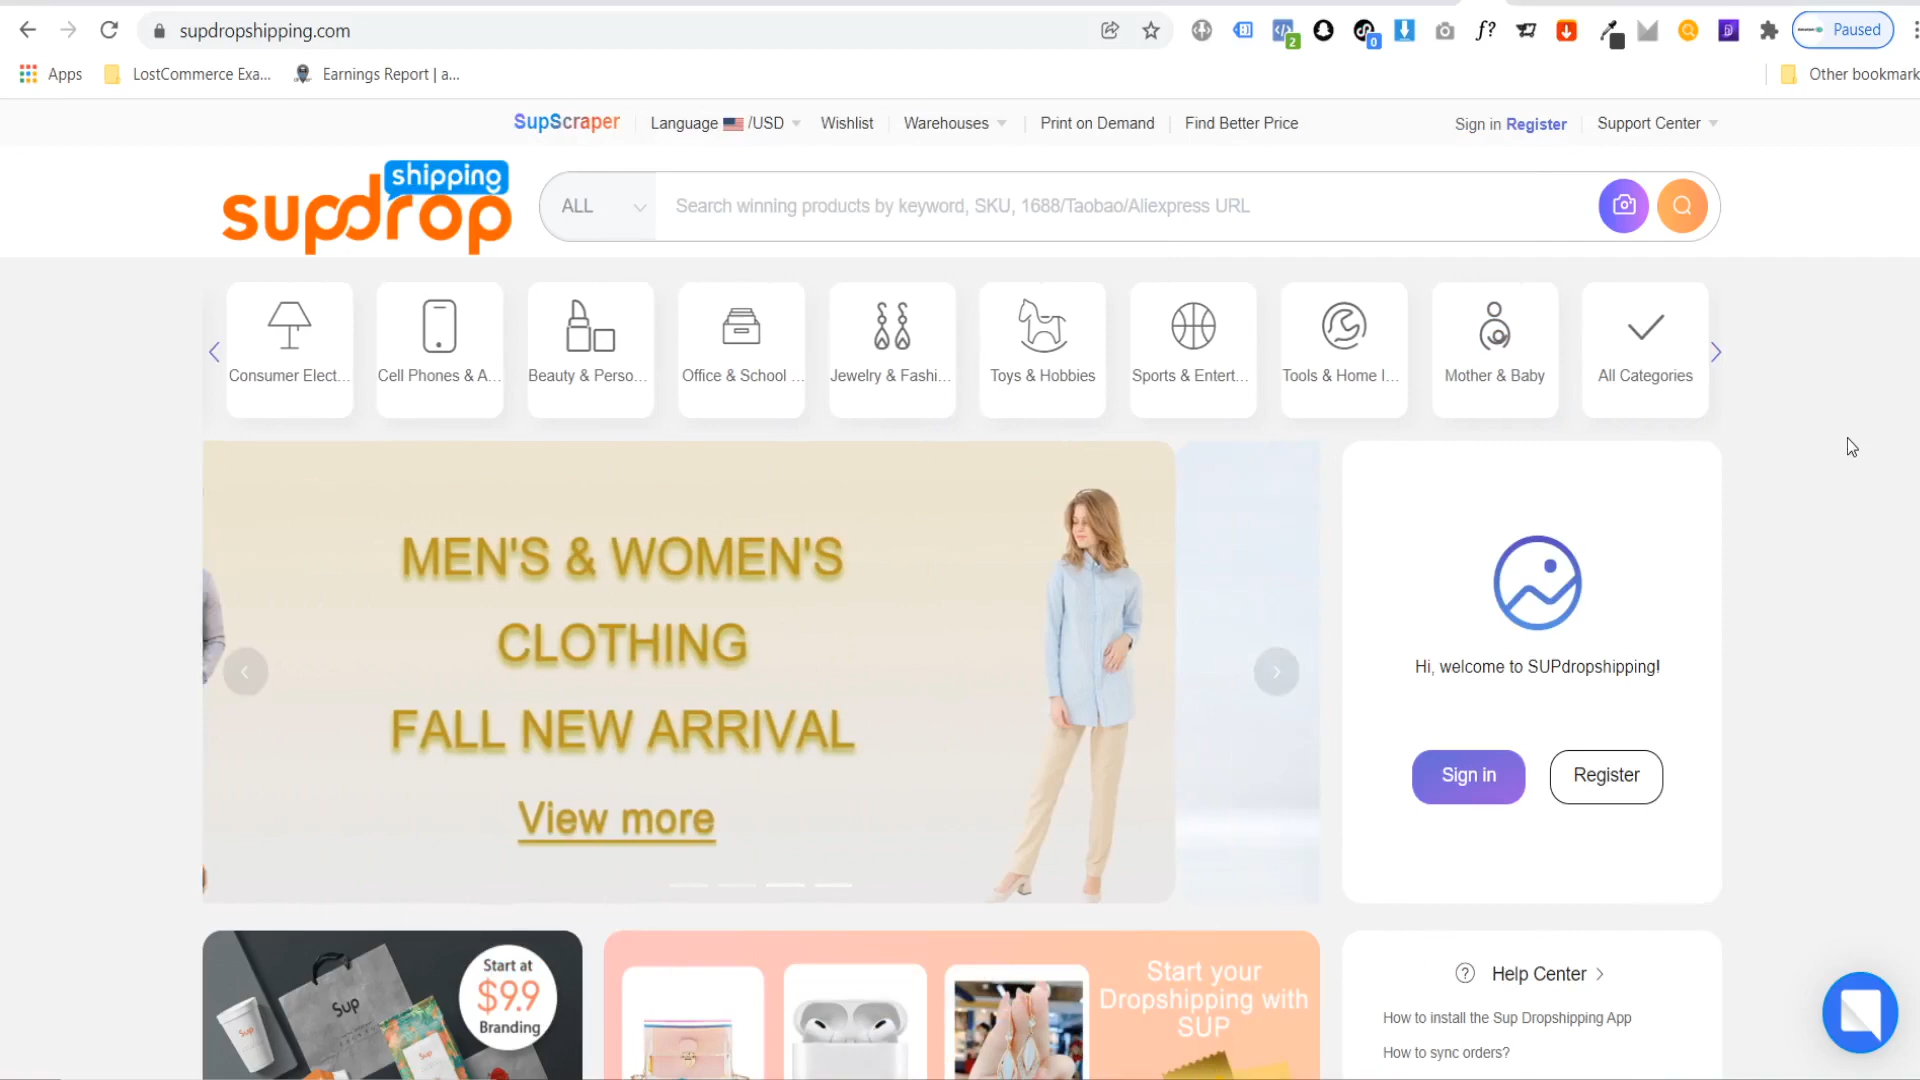 supdropshipping.com
Paused
Apps
LostCommerce Exa...
Earnings Report | a...
Other bookmark
SupScraper
Language /USD
Wishlist
Warehouses
Print on Demand
Find Better Price
Sign in Register
Support Center
shipping
supdrop
ALL
Search winning products by keyword, SKU, 1688/Taobao/Aliexpress URL
Consumer Elect...
Cell Phones & A...
Beauty & Perso...
Office & School ...
Jewelry & Fashi...
Toys & Hobbies
Sports & Entert...
Tools & Home I...
Mother & Baby
All Categories
MEN'S & WOMEN'S
CLOTHING
FALL NEW ARRIVAL
View more
Hi, welcome to SUPdropshipping!
Sign in
Register
Start at
$9.9
Branding
Sup
Sup
Sup
Start your
Dropshipping with
SUP
Help Center
How to install the Sup Dropshipping App
How to sync orders?